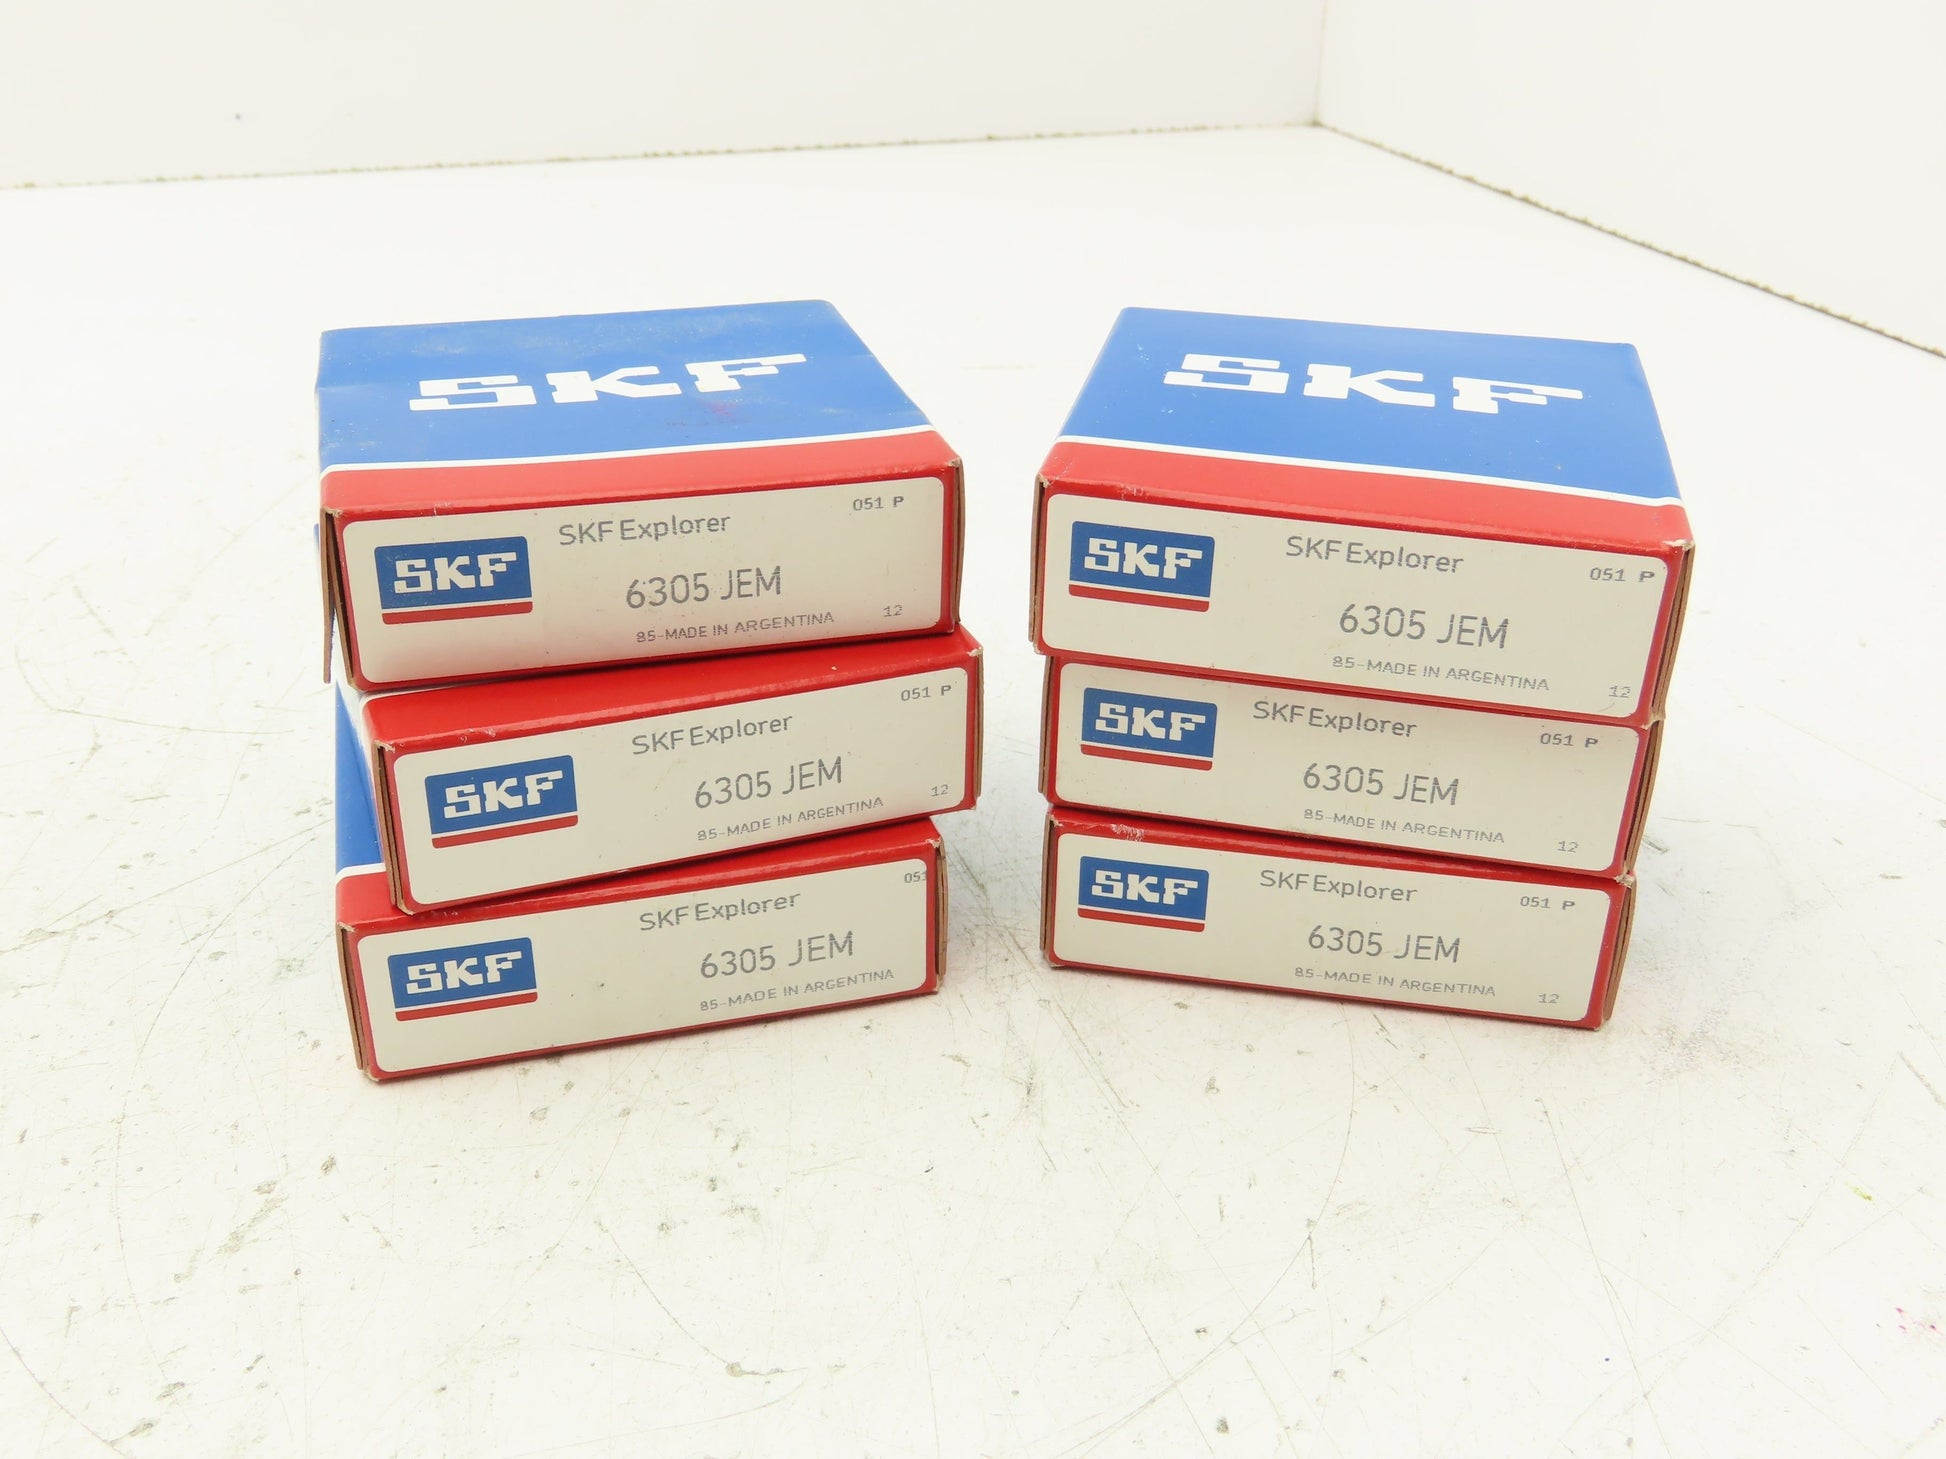 SKF
SKF
SKF Explorer
051 P
SKF
6305 JEM
85-MADE IN ARGENTINA
12
SKF Explorer
051 P
SKF
6305 JEM
85-MADE IN ARGENTINA
12
SKF Explorer
051
SKF
6305 JEM
85-MADE IN ARGENTINA
SKF Explorer
051 P
SKF
6305 JEM
85-MADE IN ARGENTINA
12
SKF Explorer
051 P
SKF
6305 JEM
85-MADE IN ARGENTINA
12
SKF Explorer
051 P
SKF
6305 JEM
85-MADE IN ARGENTINA
12